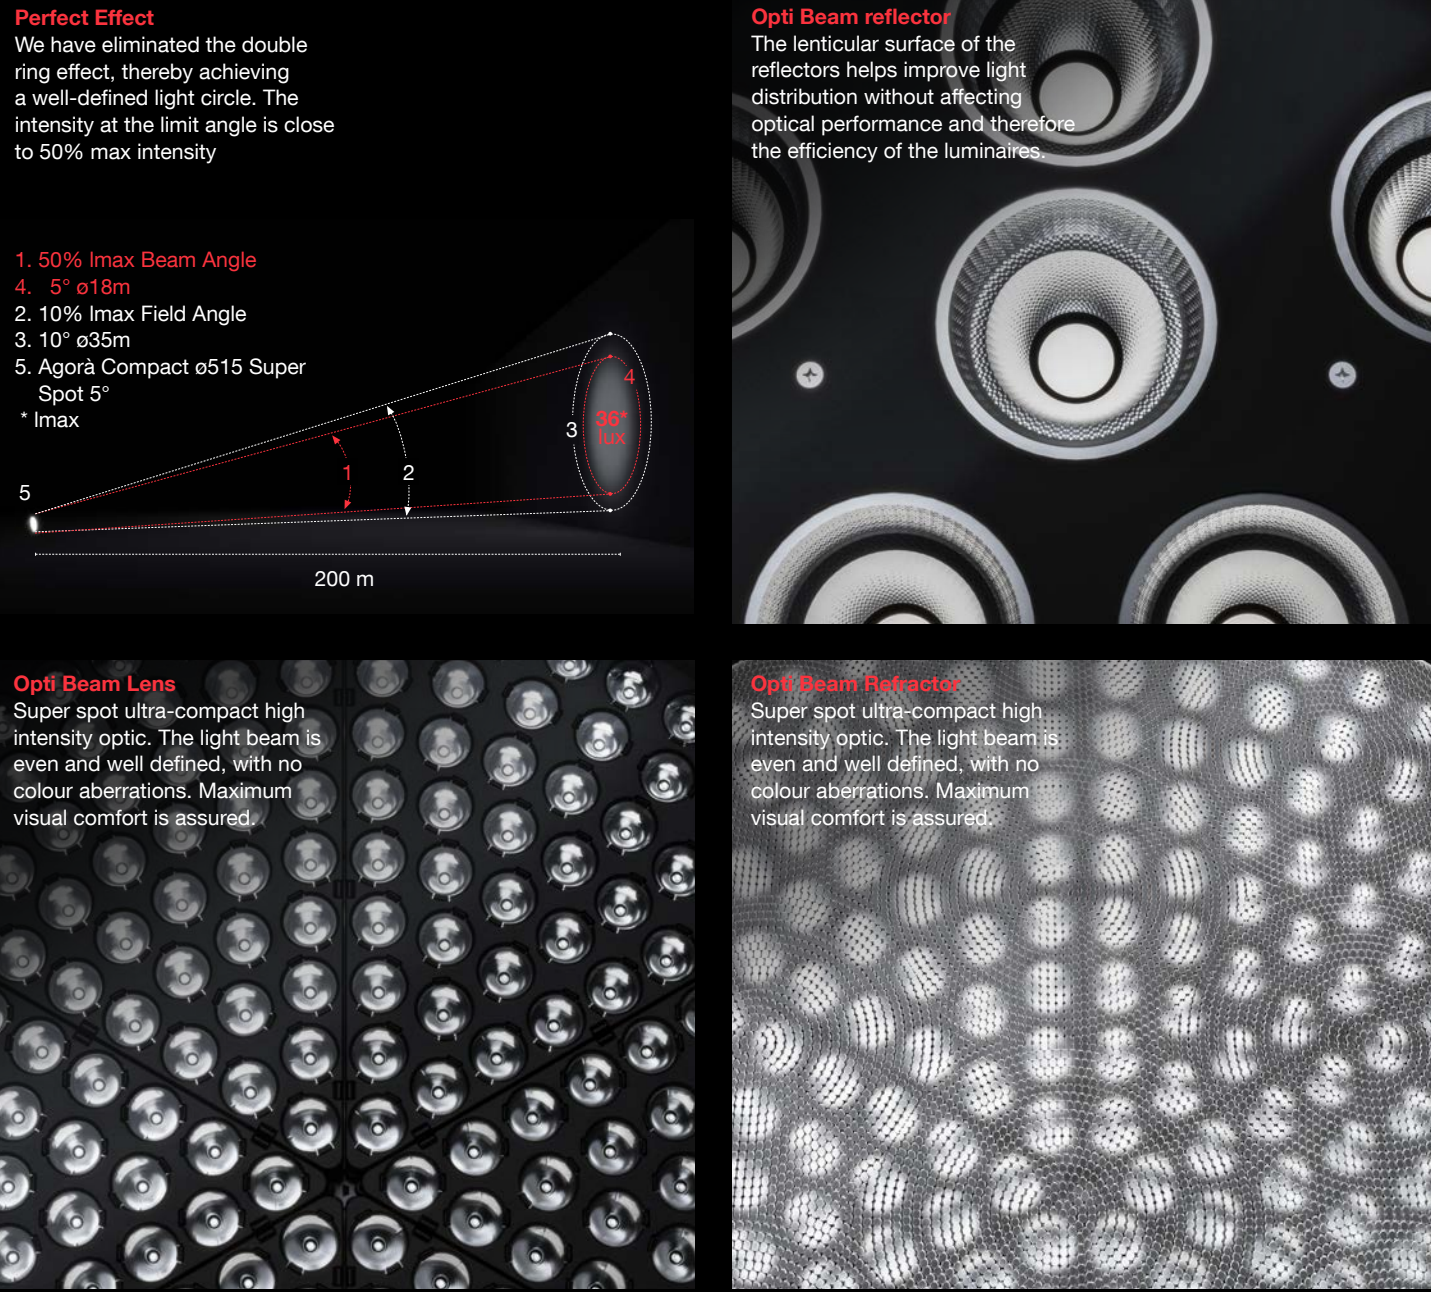 Perfect Effect
We have eliminated the double
ring effect, thereby achieving
a well-defined light circle. The
intensity at the limit angle is close
to 50% max intensity
1. 50% Imax Beam Angle
4. 5° ø18m
2. 10% Imax Field Angle
3. 10° ø35m
5. Agorà Compact ø515 Super
Spot 5°
* Imax
5
1
2
3
4
36*
lux
200 m
Opti Beam reflector
The lenticular surface of the
reflectors helps improve light
distribution without affecting
optical performance and therefore
the efficiency of the luminaires.
Opti Beam Lens
Super spot ultra-compact high
intensity optic. The light beam is
even and well defined, with no
colour aberrations. Maximum
visual comfort is assured.
Opti Beam Refractor
Super spot ultra-compact high
intensity optic. The light beam is
even and well defined, with no
colour aberrations. Maximum
visual comfort is assured.